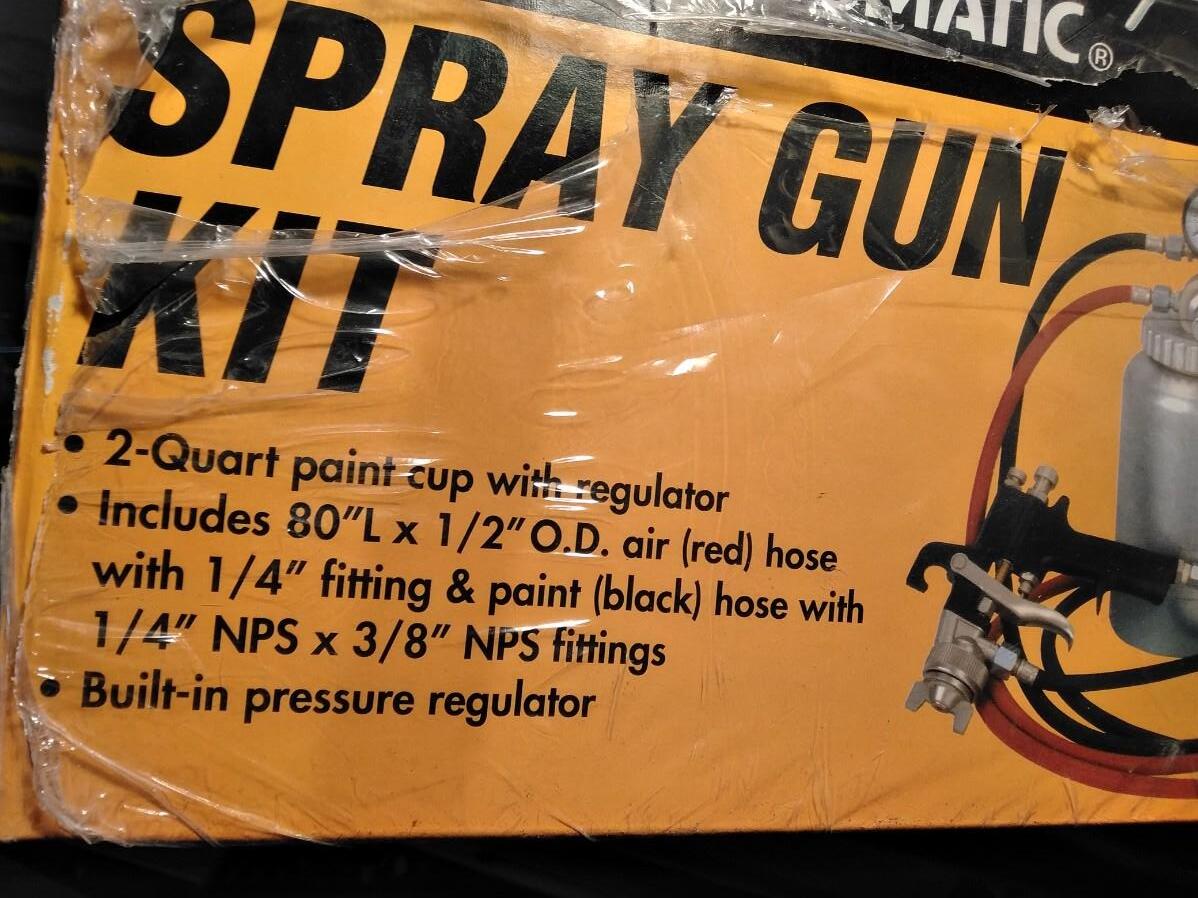 MATIC®
SPRAY GUN
KIT
• 2-Quart paint cup with regulator
• Includes 80"L x 1/2" O.D. air (red) hose
with 1/4" fitting & paint (black) hose with
1/4" NPS x 3/8" NPS fittings
• Built-in pressure regulator